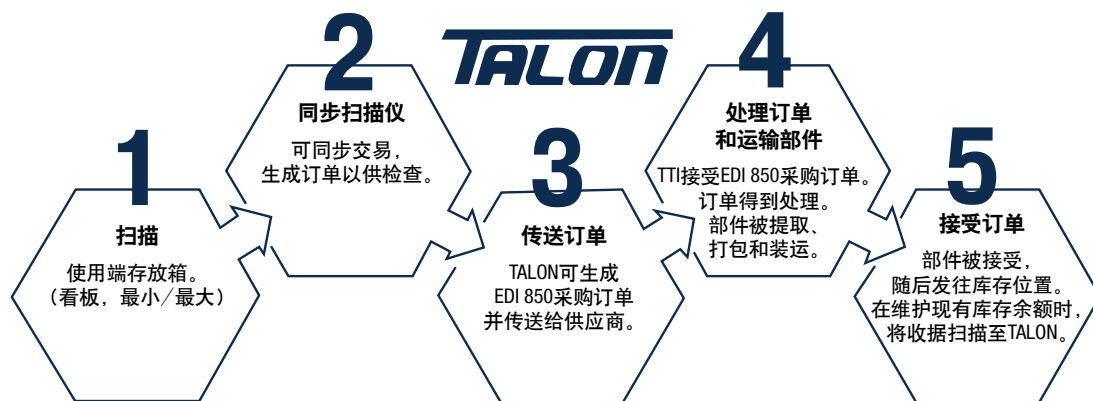 TALON
1
扫描
使用端存放箱。
（看板，最小/最大）
2
同步扫描仪
可同步交易，
生成订单以供检查。
3
传送订单
TALON可生成
EDI 850采购订单
并传送给供应商。
4
处理订单
和运输部件
TTI接受EDI 850采购订单。
订单得到处理。
部件被提取、
打包和装运。
5
接受订单
部件被接受，
随后发往库存位置。
在维护现有库存余额时，
将收据扫描至TALON。